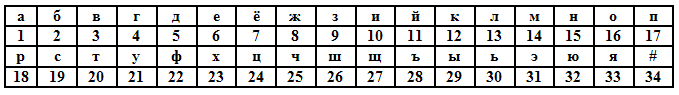 а б в г д е ё ж з и й к л м н о п
1 2 3 4 5 6 7 8 9 10 11 12 13 14 15 16 17
р с т у ф х ц ч ш щ ъ ы ь э ю я #
18 19 20 21 22 23 24 25 26 27 28 29 30 31 32 33 34